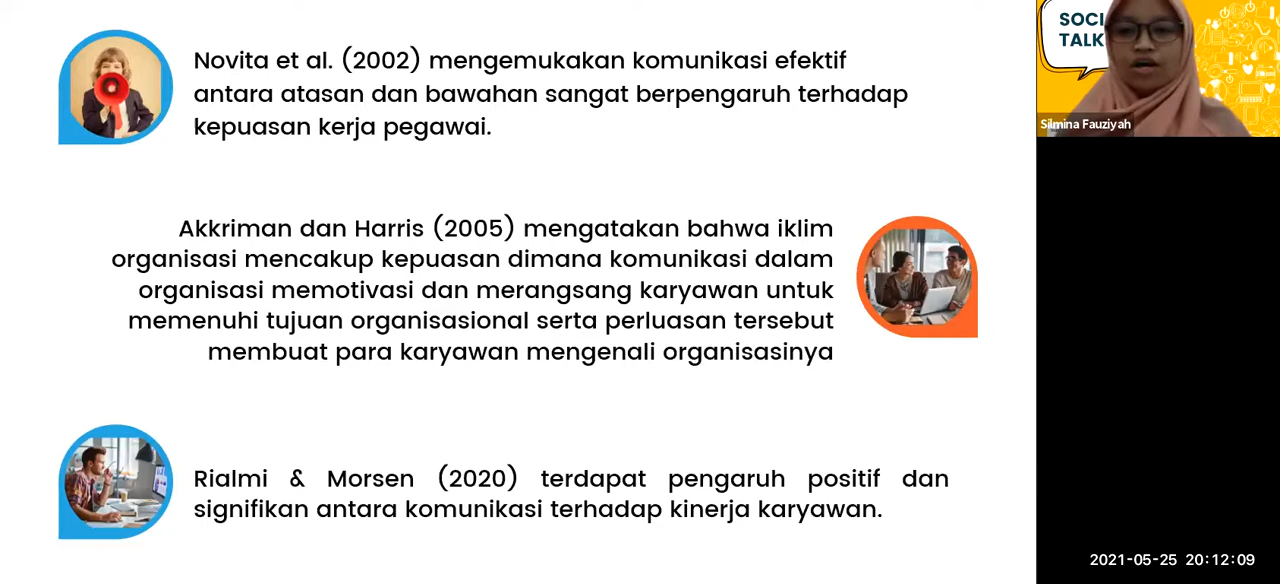 Novita et al. (2002) mengemukakan komunikasi efektif
antara atasan dan bawahan sangat berpengaruh terhadap
kepuasan kerja pegawai.
Akkriman dan Harris (2005) mengatakan bahwa iklim
organisasi mencakup kepuasan dimana komunikasi dalam
organisasi memotivasi dan merangsang karyawan untuk
memenuhi tujuan organisasional serta perluasan tersebut
membuat para karyawan mengenali organisasinya
Rialmi & Morsen (2020) terdapat pengaruh positif dan
signifikan antara komunikasi terhadap kinerja karyawan.
SOCI
TALK
Silmina Fauziyah
2021-05-25 20:12:09